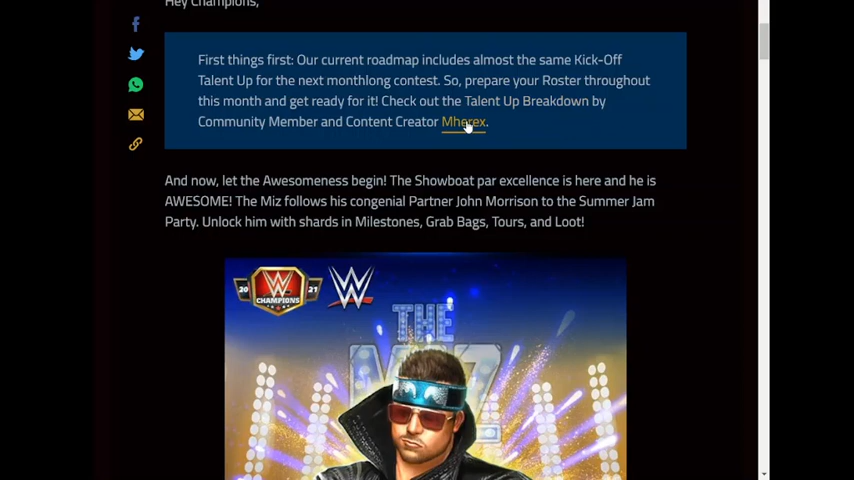 Hey Champions,
First things first: Our current roadmap includes almost the same Kick-Off
Talent Up for the next monthlong contest. So, prepare your Roster throughout
this month and get ready for it! Check out the Talent Up Breakdown by
Community Member and Content Creator Mherex.
And now, let the Awesomeness begin! The Showboat par excellence is here and he is
AWESOME! The Miz follows his congenial Partner John Morrison to the Summer Jam
Party. Unlock him with shards in Milestones, Grab Bags, Tours, and Loot!
20 W 21
CHAMPIONS
W
THE
MIZ